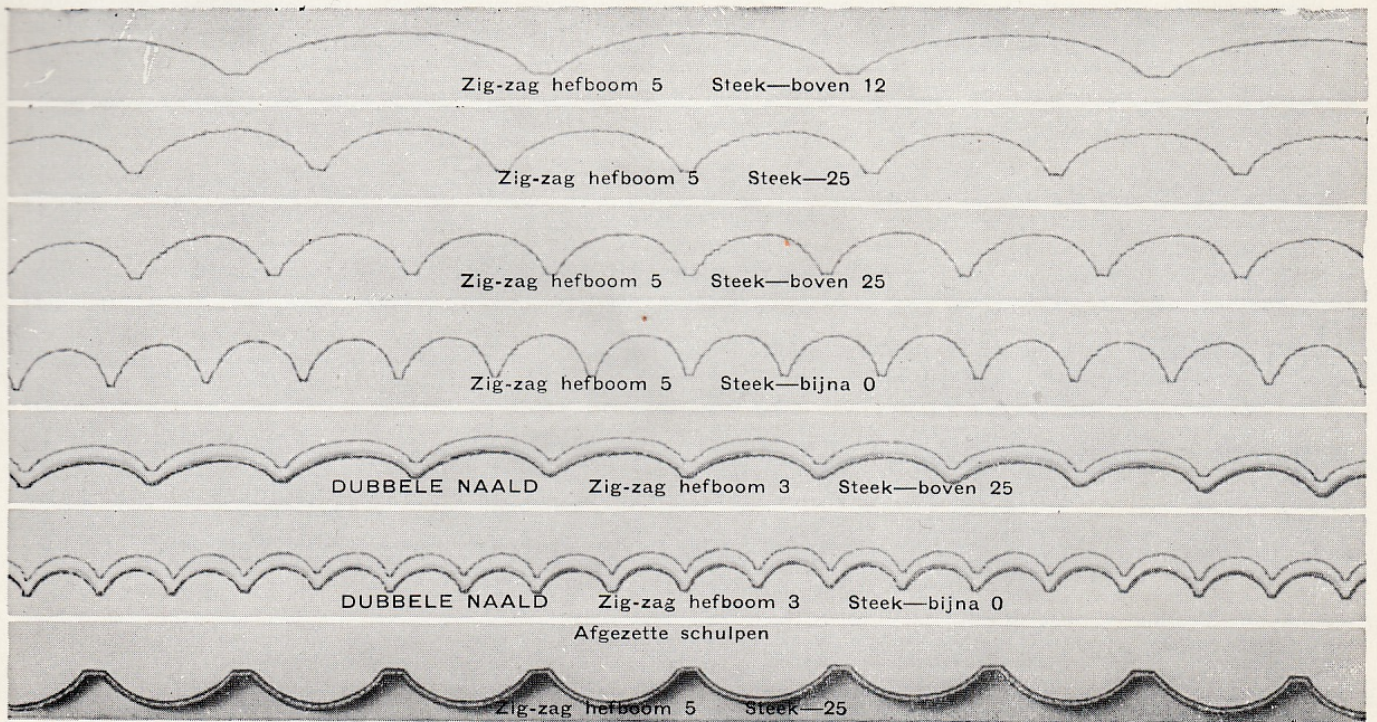 Zig-zag hefboom 5 Steek—boven 12
Zig-zag hefboom 5 Steek—25
Zig-zag hefboom 5 Steek—boven 25
Zig-zag hefboom 5 Steek—bijna 0
DUBBELE NAALD Zig-zag hefboom 3 Steek—boven 25
DUBBELE NAALD Zig-zag hefboom 3 Steek—bijna 0
Afgezette schulpen
Zig-zag hefboom 5 Steek—25